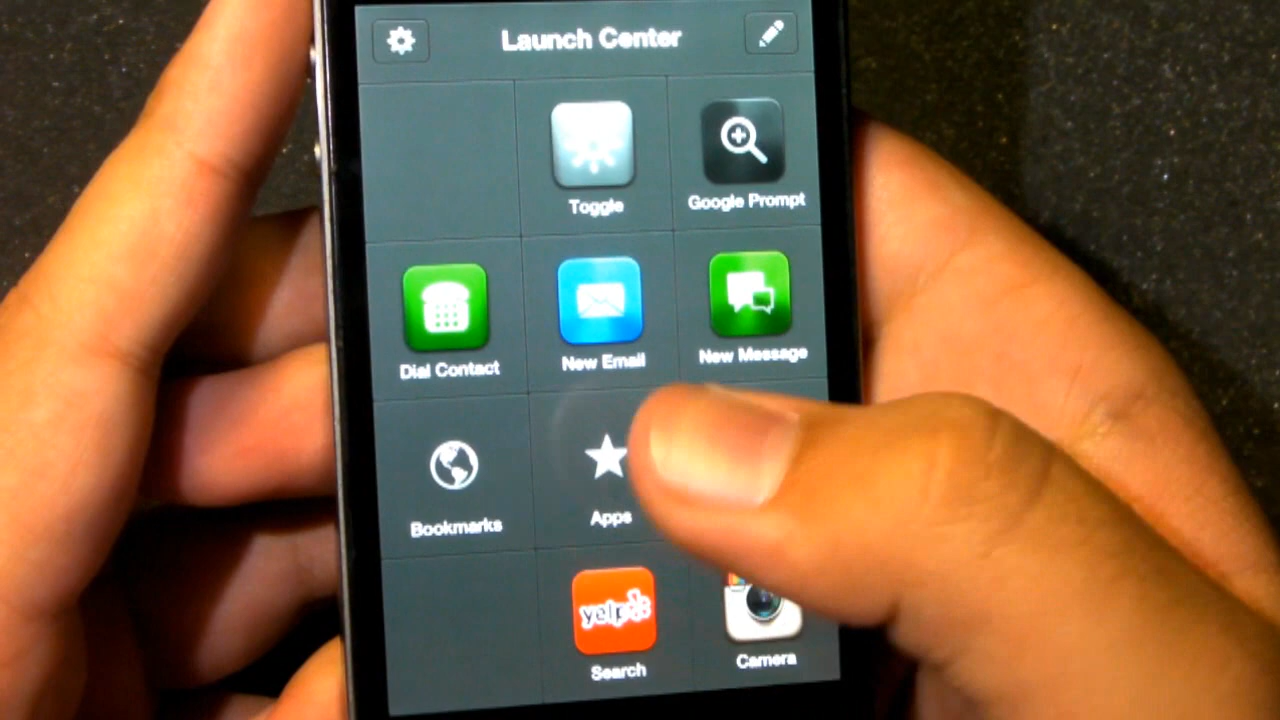 Launch Center
Toggle
Google Prompt
Dial Contact
New Email
New Message
Bookmarks
Apps
yelp
Search
Camera